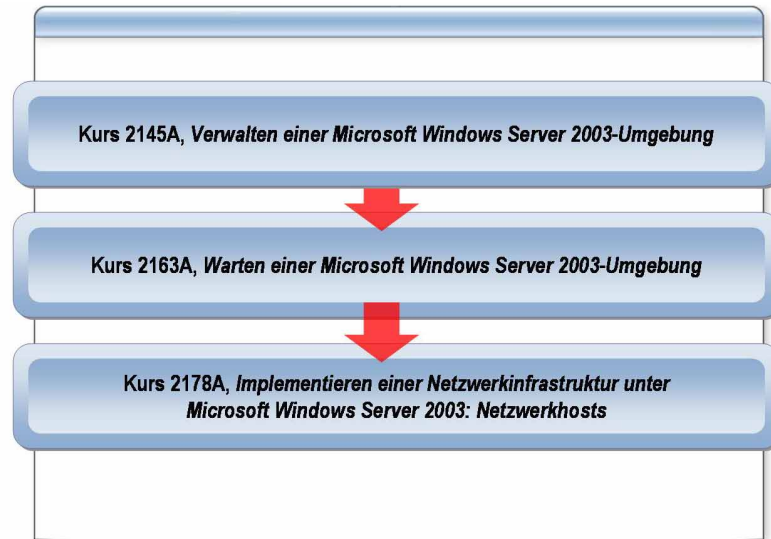 Kurs 2145A, Verwalten einer Microsoft Windows Server 2003-Umgebung
Kurs 2163A, Warten einer Microsoft Windows Server 2003-Umgebung
Kurs 2178A, Implementieren einer Netzwerkinfrastruktur unter
Microsoft Windows Server 2003: Netzwerkhosts